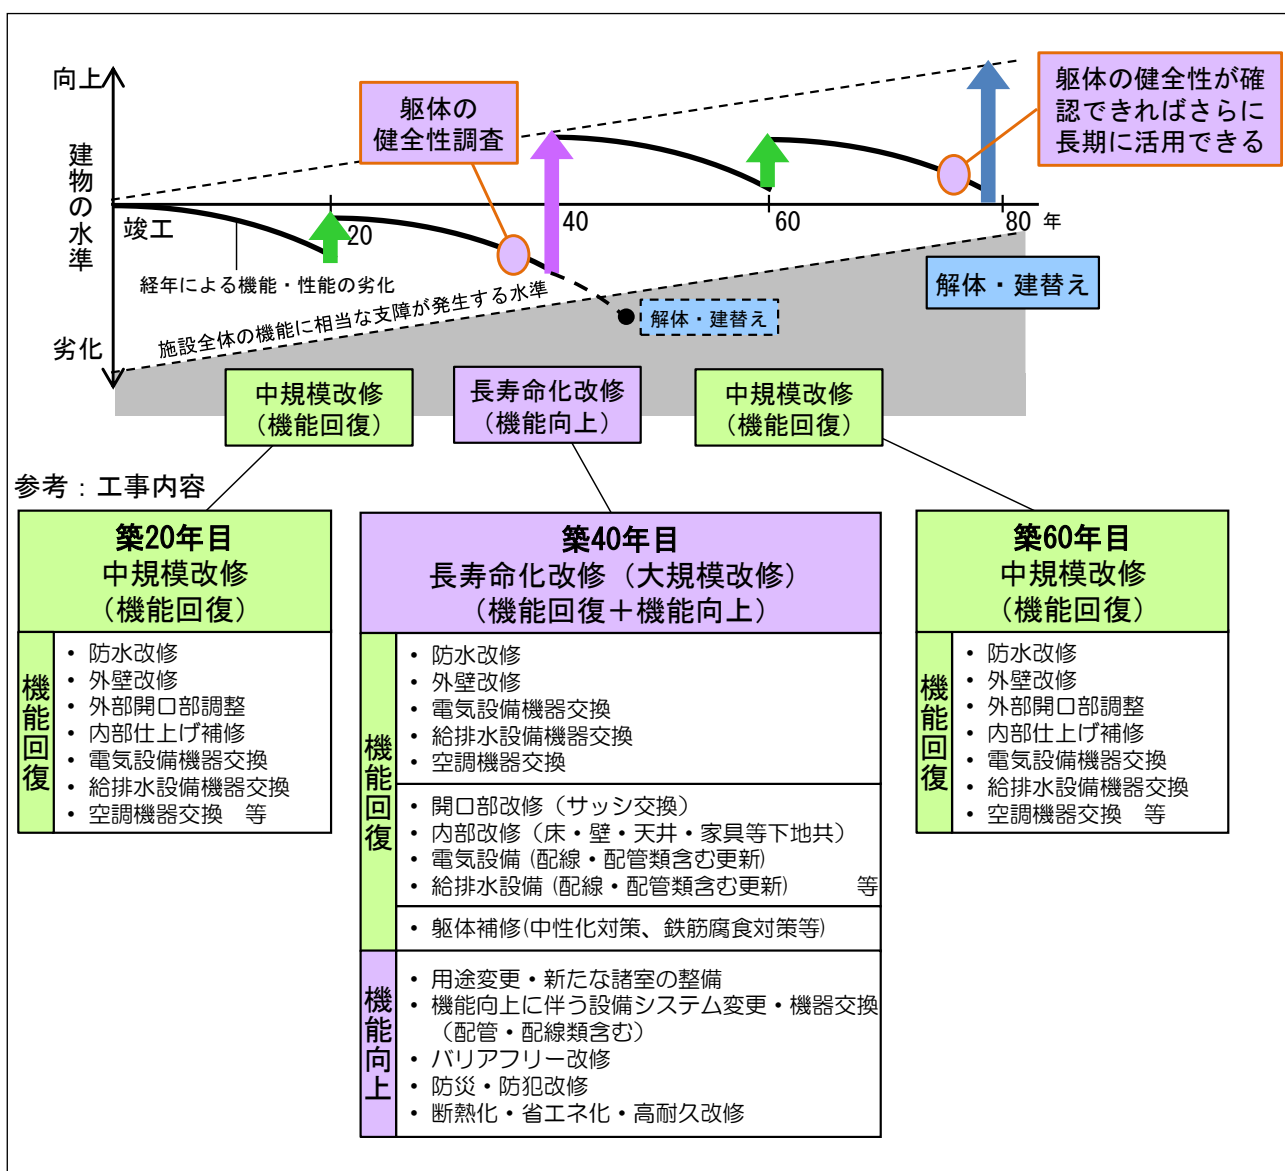 向上
建物の水準
劣化
竣工
経年による機能・性能の劣化
施設全体の機能に相当な支障が発生する水準
躯体の
健全性調査
躯体の健全性が確
認できればさらに
長期に活用できる
20
40
60
80
年
解体・建替え
解体・建替え
中規模改修
(機能回復)
長寿命化改修
(機能向上)
中規模改修
(機能回復)
参考：工事内容
築20年目
中規模改修
(機能回復)
機能回復
・ 防水改修
・ 外壁改修
・ 外部開口部調整
・ 内部仕上げ補修
・ 電気設備機器交換
・ 給排水設備機器交換
・ 空調機器交換　等
築40年目
長寿命化改修（大規模改修）
（機能回復＋機能向上）
機能回復
・ 防水改修
・ 外壁改修
・ 電気設備機器交換
・ 給排水設備機器交換
・ 空調機器交換
・ 開口部改修（サッシ交換）
・ 内部改修（床・壁・天井・家具等下地共）
・ 電気設備 (配線・配管類含む更新)
・ 給排水設備 (配線・配管類含む更新)　　　等
・ 躯体補修(中性化対策、鉄筋腐食対策等)
機能向上
・ 用途変更・新たな諸室の整備
・ 機能向上に伴う設備システム変更・機器交換
（配管・配線類含む）
・ バリアフリー改修
・ 防災・防犯改修
・ 断熱化・省エネ化・高耐久改修
築60年目
中規模改修
(機能回復)
機能回復
・ 防水改修
・ 外壁改修
・ 外部開口部調整
・ 内部仕上げ補修
・ 電気設備機器交換
・ 給排水設備機器交換
・ 空調機器交換　等